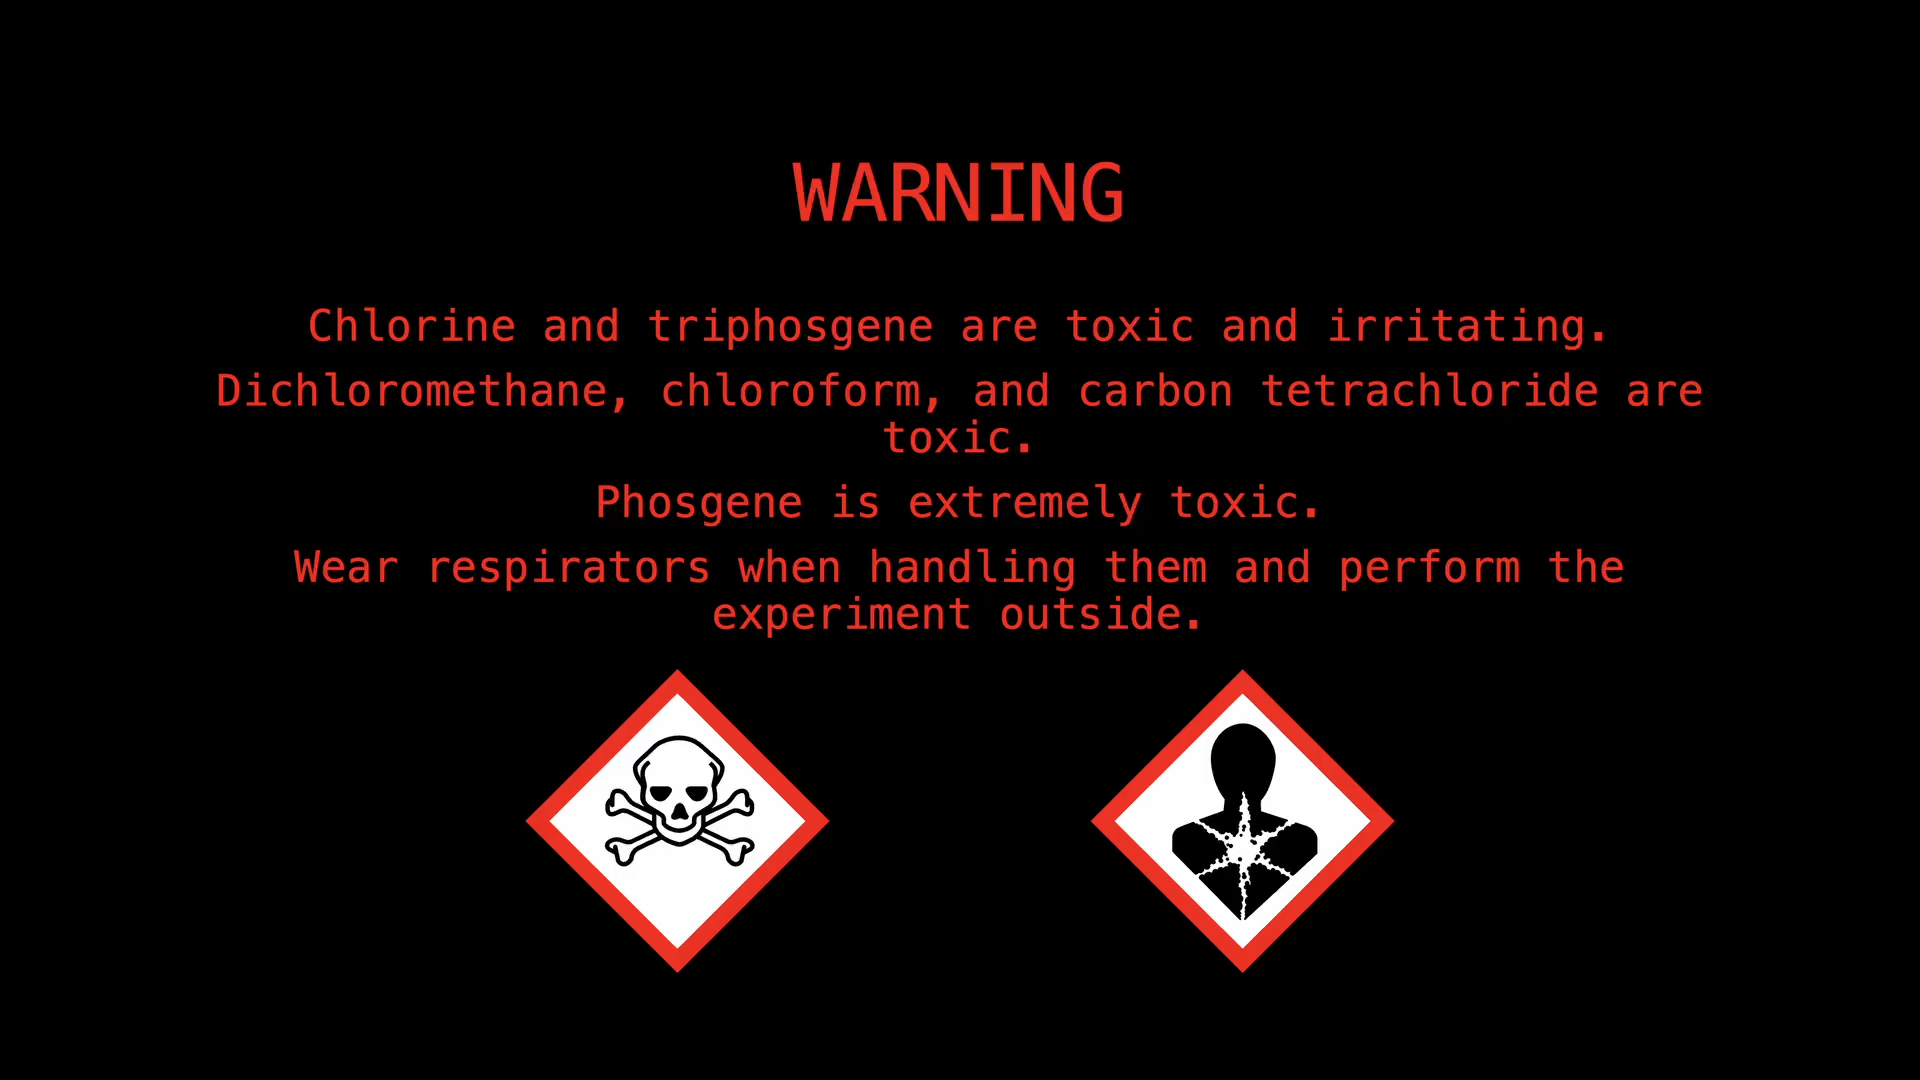 WARNING
Chlorine and triphosgene are toxic and irritating.
Dichloromethane, chloroform, and carbon tetrachloride are
toxic.
Phosgene is extremely toxic.
Wear respirators when handling them and perform the
experiment outside.